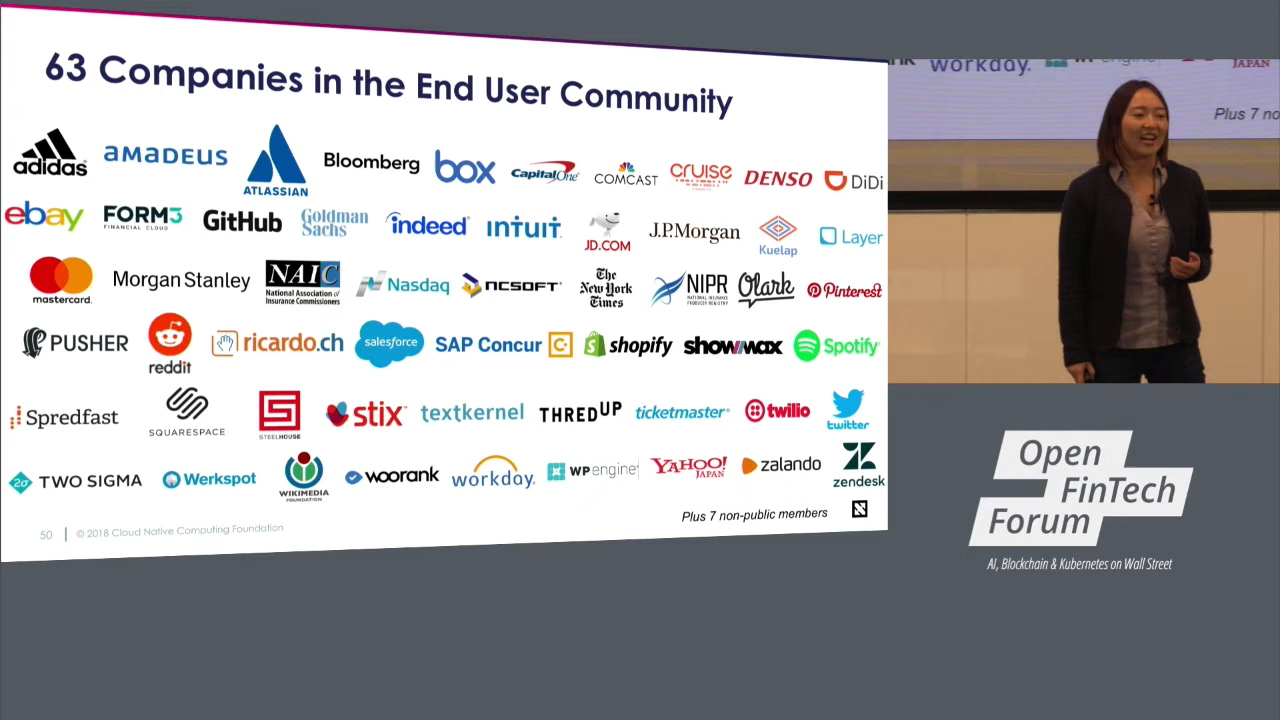 63 Companies in the End User Community
adidas
amadeus
ATLASSIAN
Bloomberg
box
Capital One
COMCAST
cruise
DENSO
DiDi
ebay
FORM3
FINANCIAL CLOUD
GitHub
Goldman
Sachs
indeed
intuit
JD.COM
J.P.Morgan
Kuelap
Layer
mastercard.
Morgan Stanley
NAIC
National Association of
Insurance Commissioners
Nasdaq
NCSOFT
The
New York
Times
NIPR
NATIONAL INSURANCE
PRODUCER REGISTRY
Olark
Pinterest
PUSHER
reddit
ricardo.ch
salesforce
SAP Concur
shopify
showmax
Spotify
Spredfast
SQUARESPACE
STEELHOUSE
stix
textkernel
THREDUP
ticketmaster
twilio
twitter
2σ TWO SIGMA
Werkspot
WIKIMEDIA
FOUNDATION
woorank
workday.
WP engine
YAHOO!
JAPAN
zalando
zendesk
Plus 7 non-public members
50 | © 2018 Cloud Native Computing Foundation
workday.
JAPAN
Plus 7 no
Open
FinTech
Forum
AI, Blockchain & Kubernetes on Wall Street